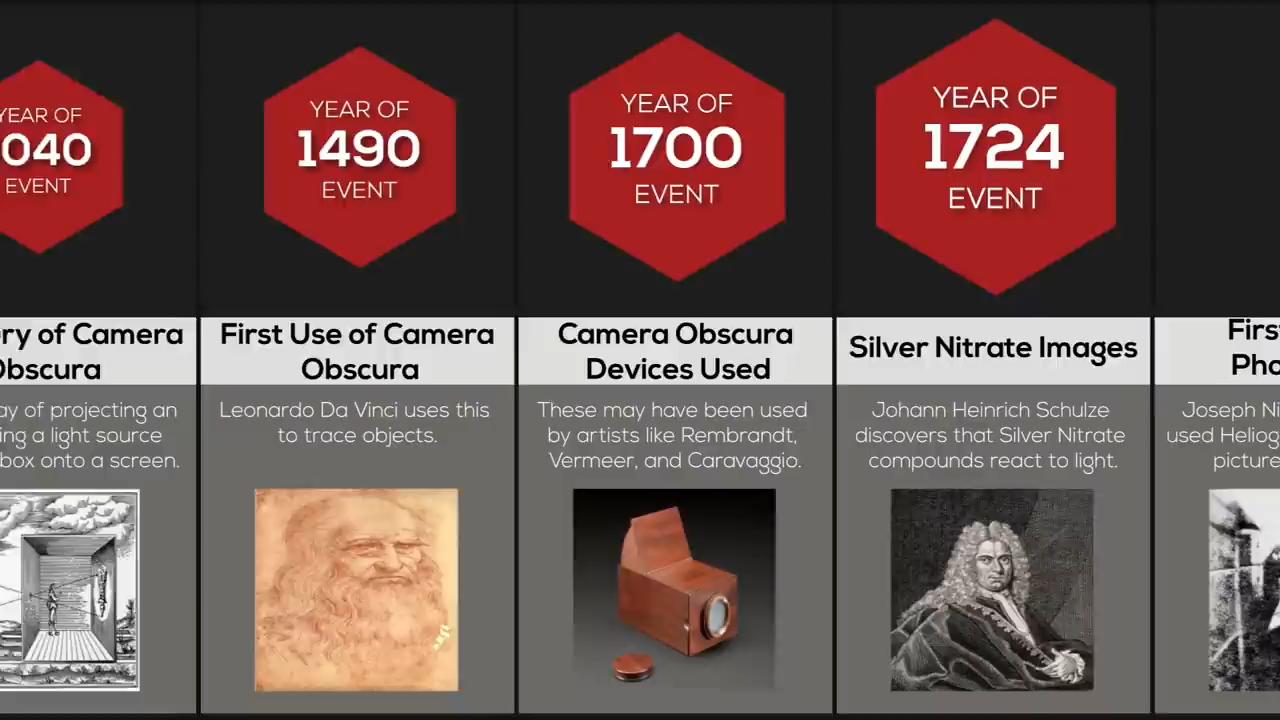 YEAR OF
040
EVENT
ry of Camera
Obscura
ay of projecting an
ing a light source
box onto a screen.
YEAR OF
1490
EVENT
First Use of Camera
Obscura
Leonardo Da Vinci uses this
to trace objects.
YEAR OF
1700
EVENT
Camera Obscura
Devices Used
These may have been used
by artists like Rembrandt,
Vermeer, and Caravaggio.
YEAR OF
1724
EVENT
Silver Nitrate Images
Johann Heinrich Schulze
discovers that Silver Nitrate
compounds react to light.
Firs
Pho
Joseph Ni
used Heliog
picture